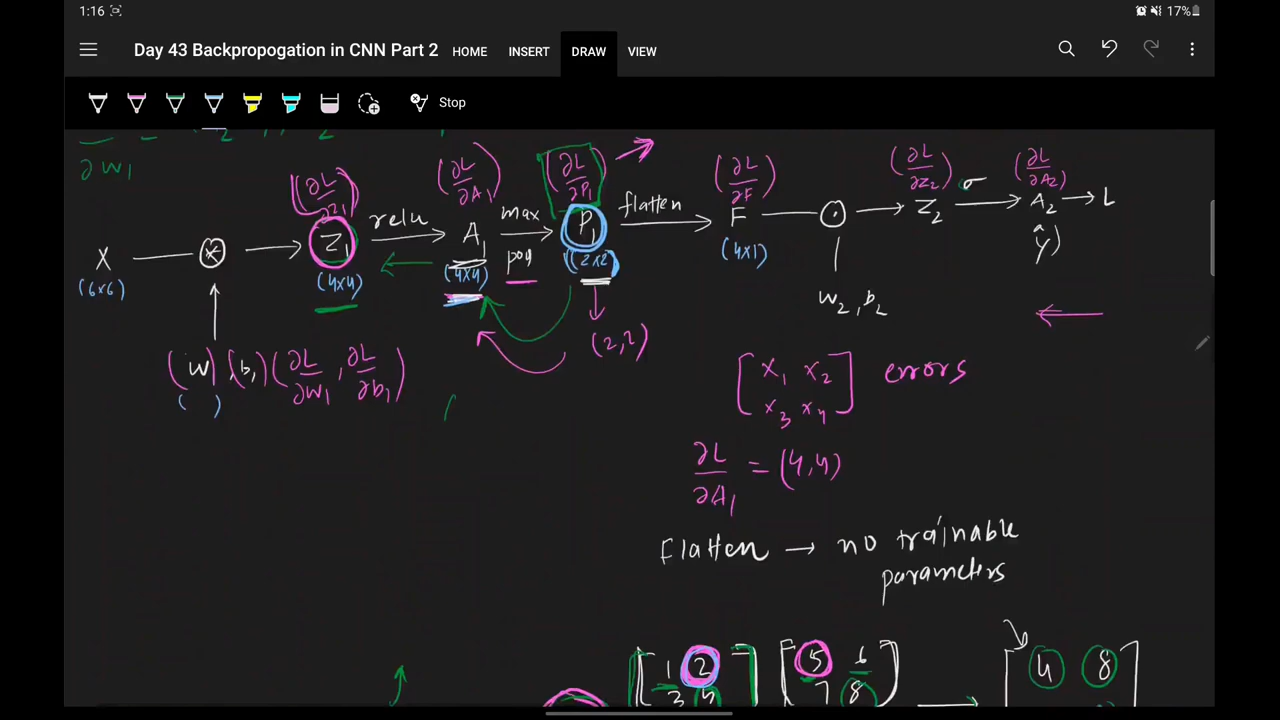 1:16
17%
Day 43 Backpropogation in CNN Part 2 HOME INSERT DRAW VIEW
Stop
∂W₁
(∂L/∂Z₁) (∂L/∂A₁) (∂L/∂P₁) (∂L/∂F) (∂L/∂Z₂) σ (∂L/∂A₂)
X * Z₁ relu A₁ max P₁ flatten F Z₂ A₂ L
poy
ŷ)
(6x6) (4x4) (4x4) (2x2) (4x1)
W₂, b₂
(2,2)
(W), b₁) (∂L/∂W₁, ∂L/∂b₁)
( )
[X₁ X₂ errors
X₃ X₄]
∂L/∂A₁ = (4,4)
Flatten → no trainable
parameters
[1 2] [5 6 [4 8
3 4 7 8